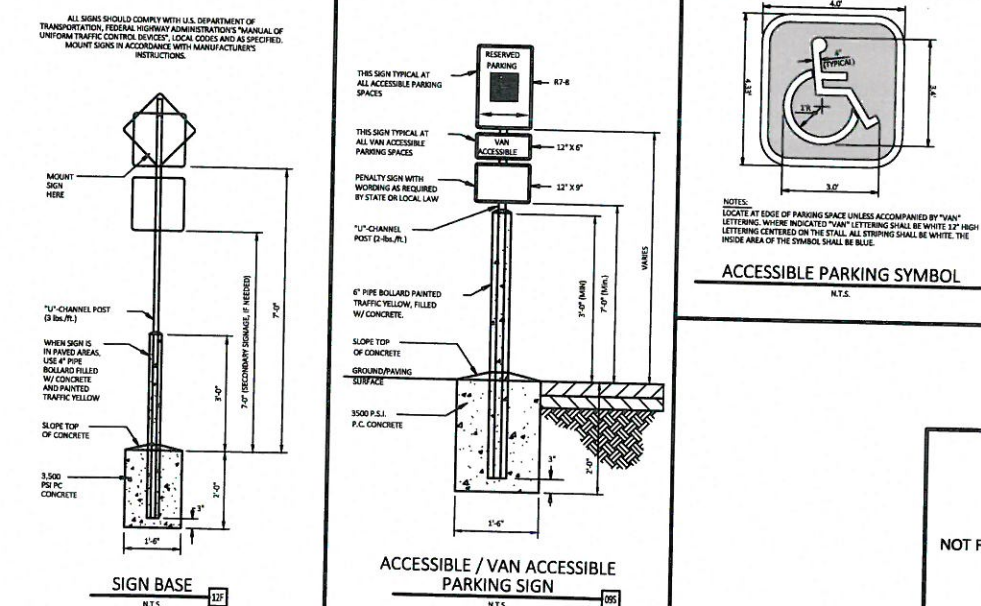 ALL SIGNS SHOULD COMPLY WITH U.S. DEPARTMENT OF
TRANSPORTATION, FEDERAL HIGHWAY ADMINISTRATION'S "MANUAL OF
UNIFORM TRAFFIC CONTROL DEVICES", LOCAL CODES AND AS SPECIFIED.
MOUNT SIGNS IN ACCORDANCE WITH MANUFACTURER'S
INSTRUCTIONS.
MOUNT
SIGN
HERE
"U"-CHANNEL POST
(3 lbs./ft.)
WHEN SIGN IS
IN PAVED AREAS,
USE 4" PIPE
BOLLARD FILLED
W/ CONCRETE
AND PAINTED
TRAFFIC YELLOW
SLOPE TOP
OF CONCRETE
3,500
PSI PC
CONCRETE
3'-0"
7'-0" (SECONDARY SIGNAGE, IF NEEDED)
7'-0"
2'-0"
3"
1'-6"
SIGN BASE
12F
N.T.S.
RESERVED
PARKING
THIS SIGN TYPICAL AT
ALL ACCESSIBLE PARKING
SPACES
R7-8
THIS SIGN TYPICAL AT
ALL VAN ACCESSIBLE
PARKING SPACES
VAN
ACCESSIBLE
12" X 6"
PENALTY SIGN WITH
WORDING AS REQUIRED
BY STATE OR LOCAL LAW
12" X 9"
"U"-CHANNEL
POST (2-lbs./ft.)
6" PIPE BOLLARD PAINTED
TRAFFIC YELLOW, FILLED
W/ CONCRETE.
SLOPE TOP
OF CONCRETE
GROUND/PAVING
SURFACE
3500 P.S.I.
P.C. CONCRETE
3'-0" (MIN)
7'-0" (Min.)
VARIES
3"
2'-0"
1'-6"
ACCESSIBLE / VAN ACCESSIBLE
PARKING SIGN
09S
N.T.S.
4.0'
4"
(TYPICAL)
4.33'
3.4'
1'R
3.0'
NOTES:
LOCATE AT EDGE OF PARKING SPACE UNLESS ACCOMPANIED BY "VAN"
LETTERING. WHERE INDICATED "VAN" LETTERING SHALL BE WHITE 12" HIGH
LETTERING CENTERED ON THE STALL. ALL STRIPING SHALL BE WHITE. THE
INSIDE AREA OF THE SYMBOL SHALL BE BLUE.
ACCESSIBLE PARKING SYMBOL
N.T.S.
NOT F